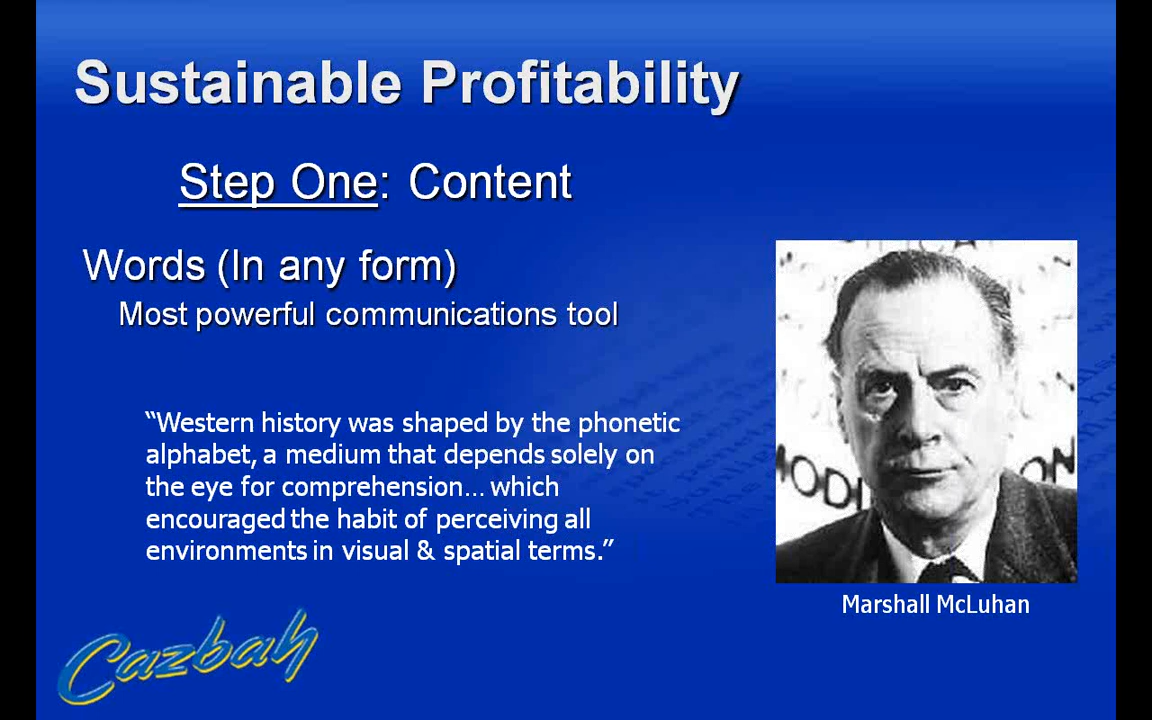 Sustainable Profitability
Step One: Content
Words (In any form)
Most powerful communications tool
“Western history was shaped by the phonetic
alphabet, a medium that depends solely on
the eye for comprehension… which
encouraged the habit of perceiving all
environments in visual & spatial terms.”
Marshall McLuhan
Cazbah